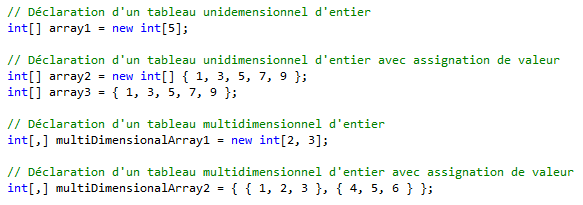 // Déclaration d'un tableau unidemensionnel d'entier
int[] array1 = new int[5];
// Déclaration d'un tableau unidimensionnel d'entier avec assignation de valeur
int[] array2 = new int[] { 1, 3, 5, 7, 9 };
int[] array3 = { 1, 3, 5, 7, 9 };
// Déclaration d'un tableau multidimensionnel d'entier
int[,] multiDimensionalArray1 = new int[2, 3];
// Déclaration d'un tableau multidimensionnel d'entier avec assignation de valeur
int[,] multiDimensionalArray2 = { { 1, 2, 3 }, { 4, 5, 6 } };